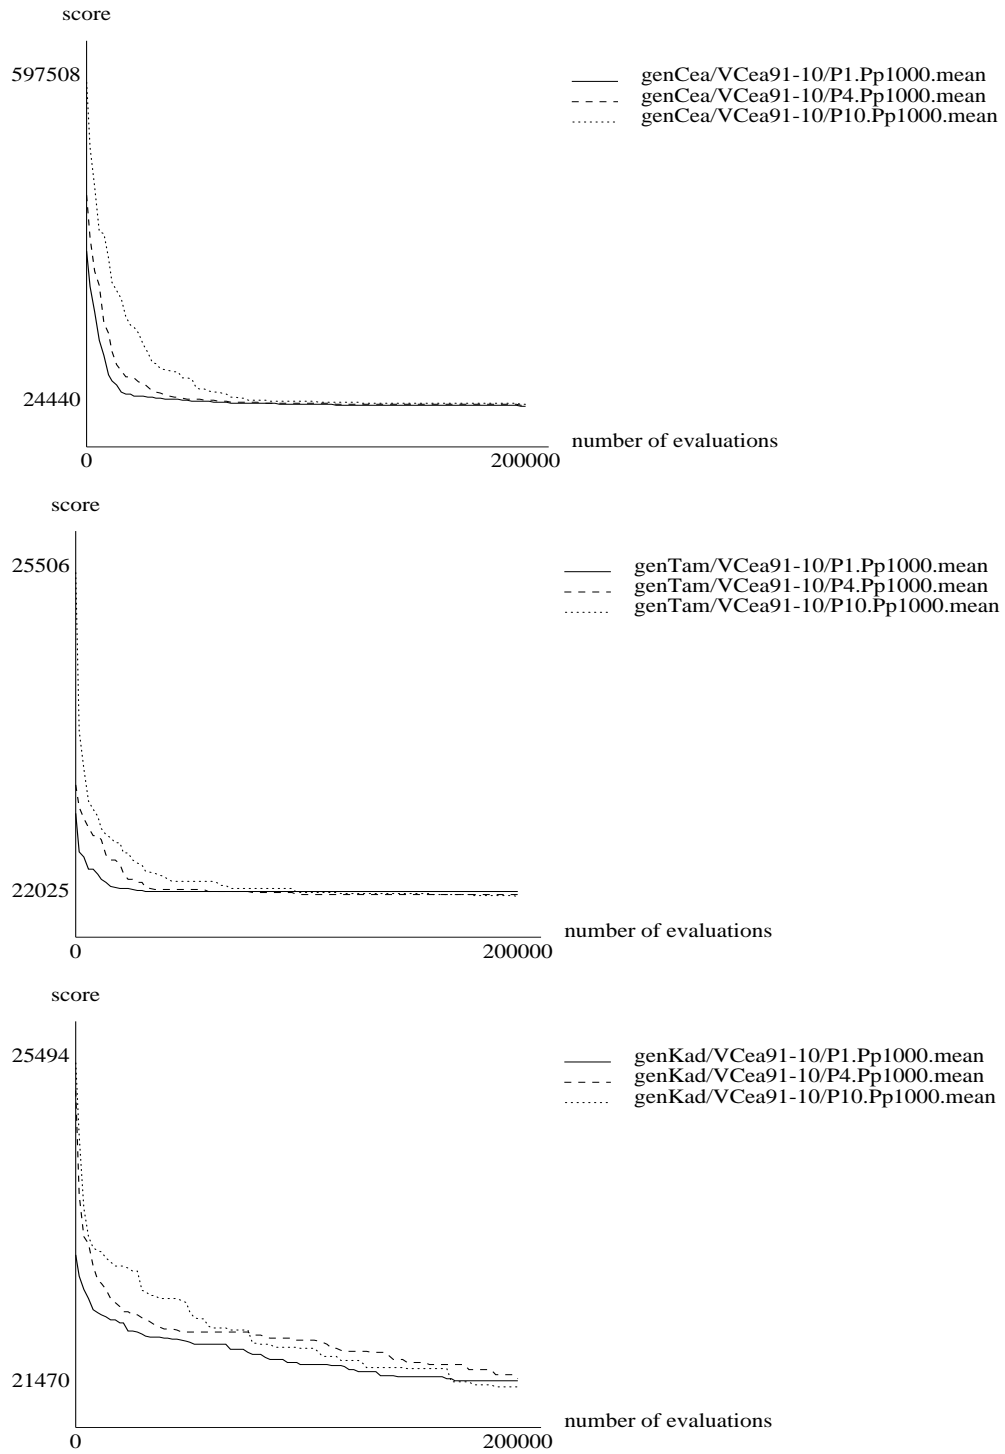 score
597508
genCea/VCea91-10/P1.Pp1000.mean
genCea/VCea91-10/P4.Pp1000.mean
genCea/VCea91-10/P10.Pp1000.mean
24440
number of evaluations
0
200000
score
25506
genTam/VCea91-10/P1.Pp1000.mean
genTam/VCea91-10/P4.Pp1000.mean
genTam/VCea91-10/P10.Pp1000.mean
22025
number of evaluations
0
200000
score
25494
genKad/VCea91-10/P1.Pp1000.mean
genKad/VCea91-10/P4.Pp1000.mean
genKad/VCea91-10/P10.Pp1000.mean
21470
number of evaluations
0
200000